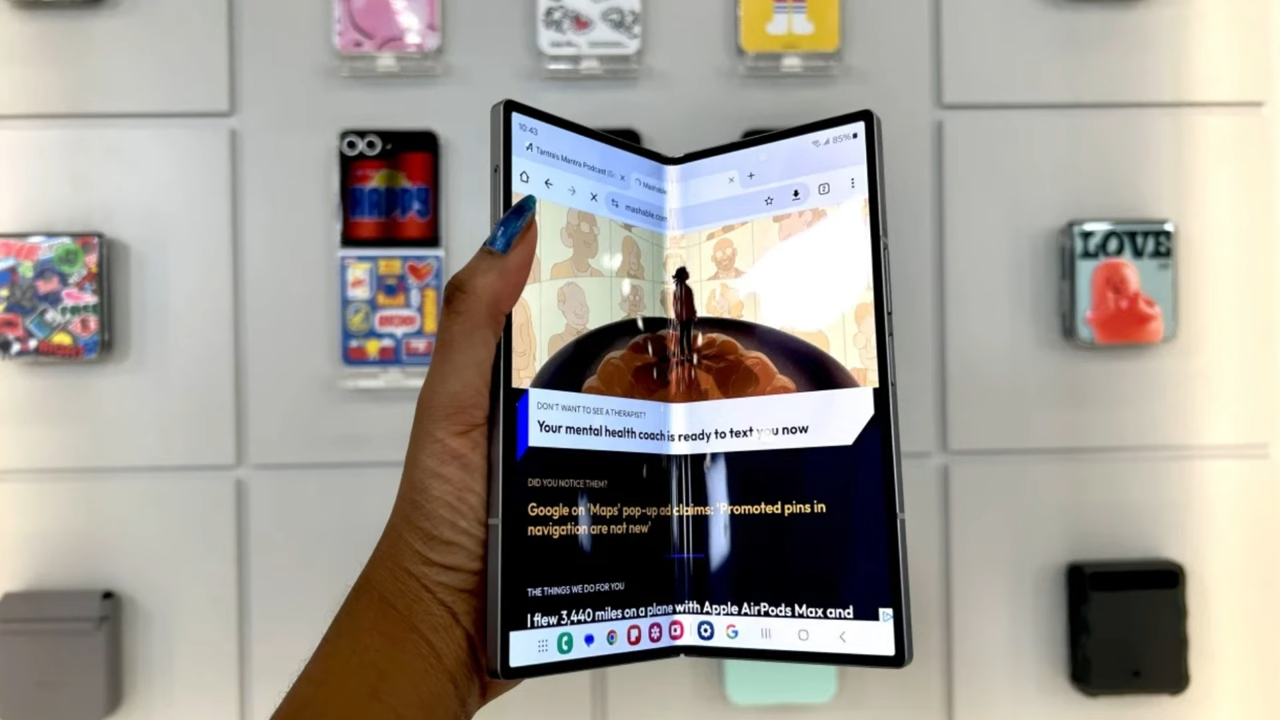 10:43
85%
Tantra's Mantra Podcast
Mashable
mashable.com
DON'T WANT TO SEE A THERAPIST?
Your mental health coach is ready to text you now
DID YOU NOTICE THEM?
Google on 'Maps' pop-up ad claims: 'Promoted pins in
navigation are not new'
THE THINGS WE DO FOR YOU
I flew 3,440 miles on a plane with Apple AirPods Max and
HAPPY
LOVE